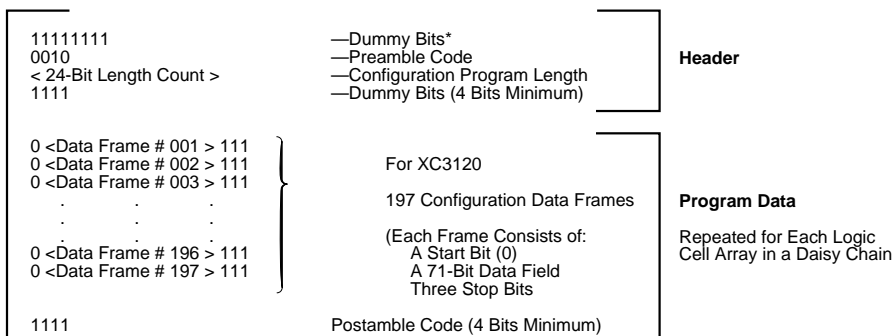 11111111 —Dummy Bits*
0010 —Preamble Code
< 24-Bit Length Count > —Configuration Program Length
1111 —Dummy Bits (4 Bits Minimum)
Header
0 <Data Frame # 001 > 111
0 <Data Frame # 002 > 111
0 <Data Frame # 003 > 111
. . .
. . .
. . .
0 <Data Frame # 196 > 111
0 <Data Frame # 197 > 111
For XC3120
197 Configuration Data Frames
(Each Frame Consists of:
A Start Bit (0)
A 71-Bit Data Field
Three Stop Bits
Program Data
Repeated for Each Logic
Cell Array in a Daisy Chain
1111 Postamble Code (4 Bits Minimum)